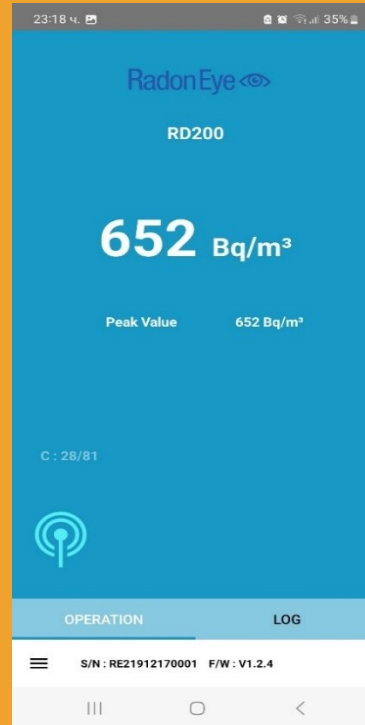 23:18 ч. 35%
RadonEye
RD200
652 Bq/m³
Peak Value 652 Bq/m³
C : 28/81
OPERATION LOG
S/N : RE21912170001 F/W : V1.2.4